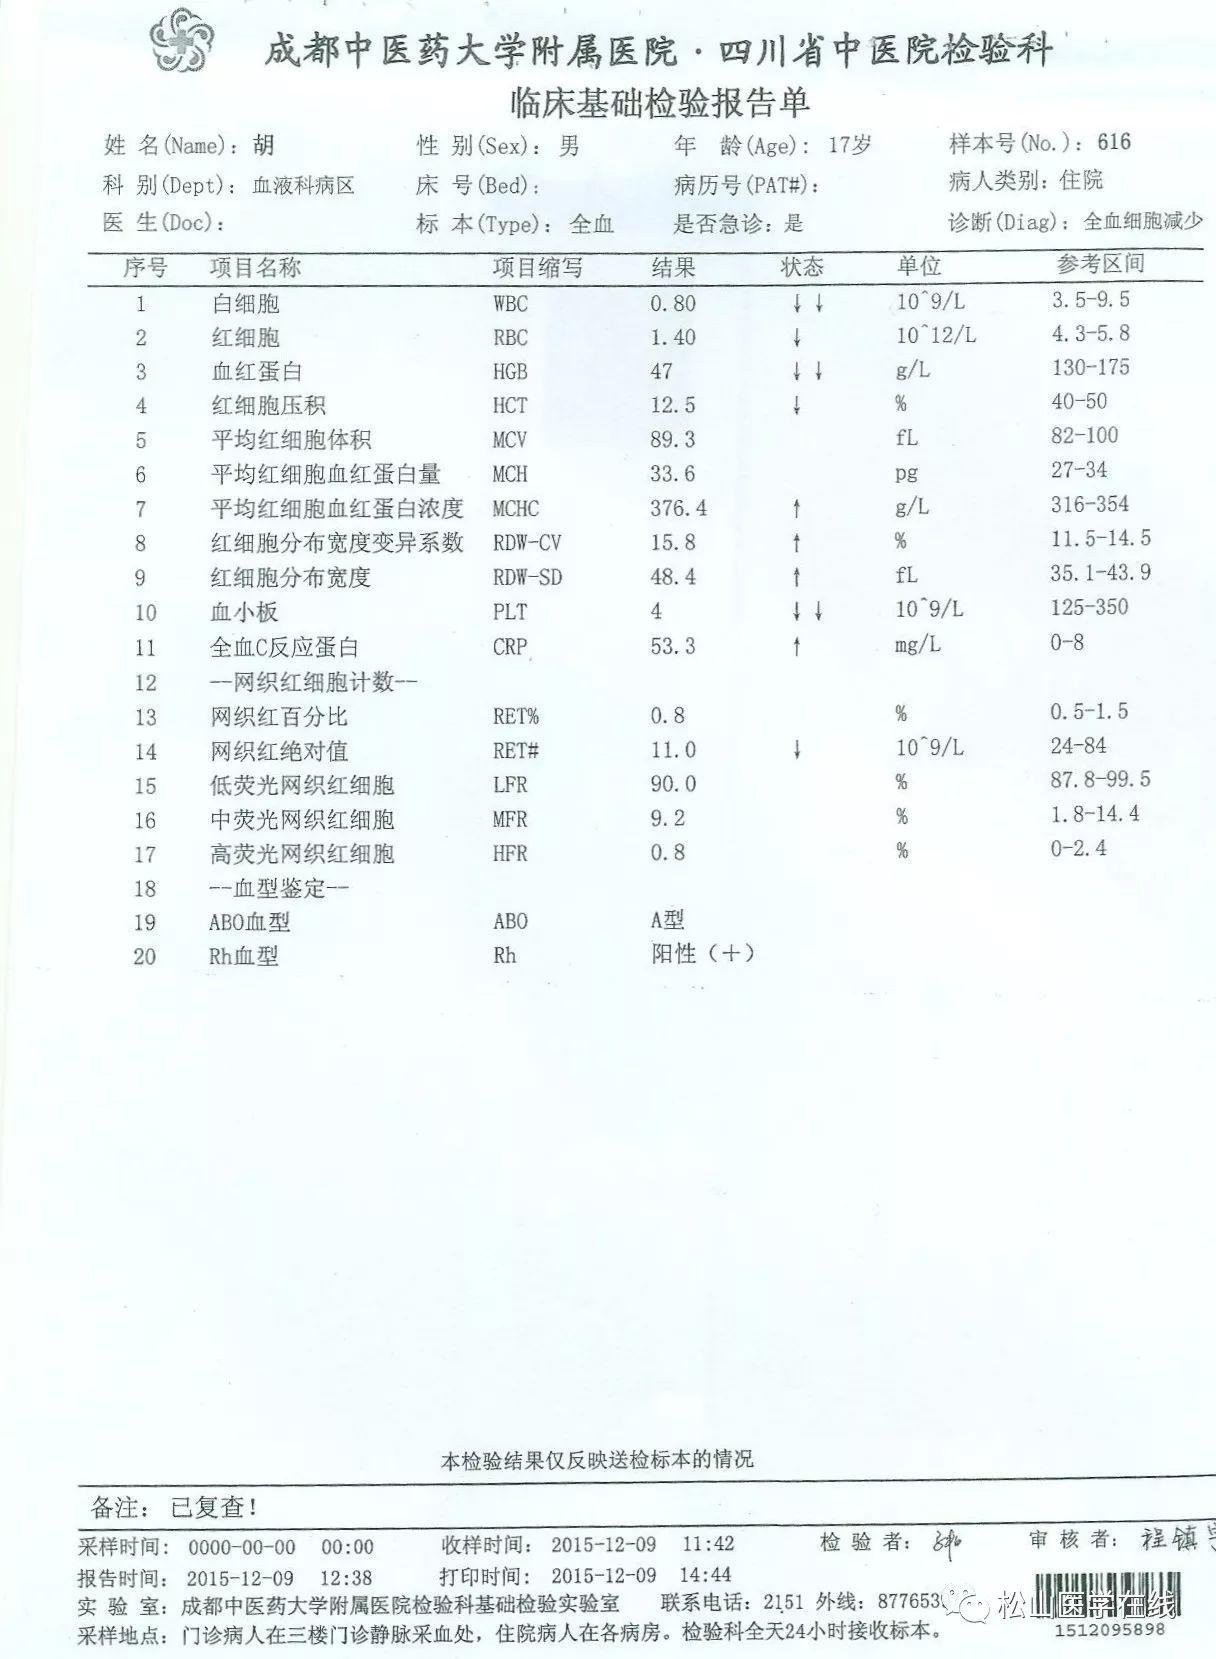 成都中医药大学附属医院·四川省中医院检验科
临床基础检验报告单
姓 名(Name): 胡 性 别(Sex): 男 年 龄(Age): 17岁 样本号(No.): 616
科 别(Dept): 血液科病区 床 号(Bed): 病历号(PAT#): 病人类别: 住院
医 生(Doc): 标 本(Type): 全血 是否急诊: 是 诊断(Diag): 全血细胞减少
序号 项目名称 项目缩写 结果 状态 单位 参考区间
1 白细胞 WBC 0.80 ↓↓ 10^9/L 3.5-9.5
2 红细胞 RBC 1.40 ↓ 10^12/L 4.3-5.8
3 血红蛋白 HGB 47 ↓↓ g/L 130-175
4 红细胞压积 HCT 12.5 ↓ % 40-50
5 平均红细胞体积 MCV 89.3 fL 82-100
6 平均红细胞血红蛋白量 MCH 33.6 pg 27-34
7 平均红细胞血红蛋白浓度 MCHC 376.4 ↑ g/L 316-354
8 红细胞分布宽度变异系数 RDW-CV 15.8 ↑ % 11.5-14.5
9 红细胞分布宽度 RDW-SD 48.4 ↑ fL 35.1-43.9
10 血小板 PLT 4 ↓↓ 10^9/L 125-350
11 全血C反应蛋白 CRP 53.3 ↑ mg/L 0-8
12 --网织红细胞计数--
13 网织红百分比 RET% 0.8 % 0.5-1.5
14 网织红绝对值 RET# 11.0 ↓ 10^9/L 24-84
15 低荧光网织红细胞 LFR 90.0 % 87.8-99.5
16 中荧光网织红细胞 MFR 9.2 % 1.8-14.4
17 高荧光网织红细胞 HFR 0.8 % 0-2.4
18 --血型鉴定--
19 ABO血型 ABO A型
20 Rh血型 Rh 阳性(+)
本检验结果仅反映送检标本的情况
备注: 已复查!
采样时间: 0000-00-00 00:00 收样时间: 2015-12-09 11:42 检 验 者: 审 核 者: 程镇
报告时间: 2015-12-09 12:38 打印时间: 2015-12-09 14:44
实 验 室: 成都中医药大学附属医院检验科基础检验实验室 联系电话: 2151 外线: 8776539 松山医学在线
采样地点: 门诊病人在三楼门诊静脉采血处, 住院病人在各病房。检验科全天24小时接收标本。 1512095898